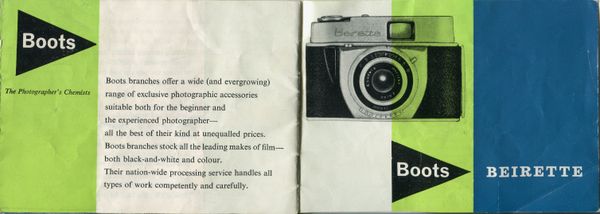 Boots
The Photographer's Chemists
Boots branches offer a wide (and evergrowing)
range of exclusive photographic accessories
suitable both for the beginner and
the experienced photographer—
all the best of their kind at unequalled prices.
Boots branches stock all the leading makes of film—
both black-and-white and colour.
Their nation-wide processing service handles all
types of work competently and carefully.
Beirette
Boots
BEIRETTE